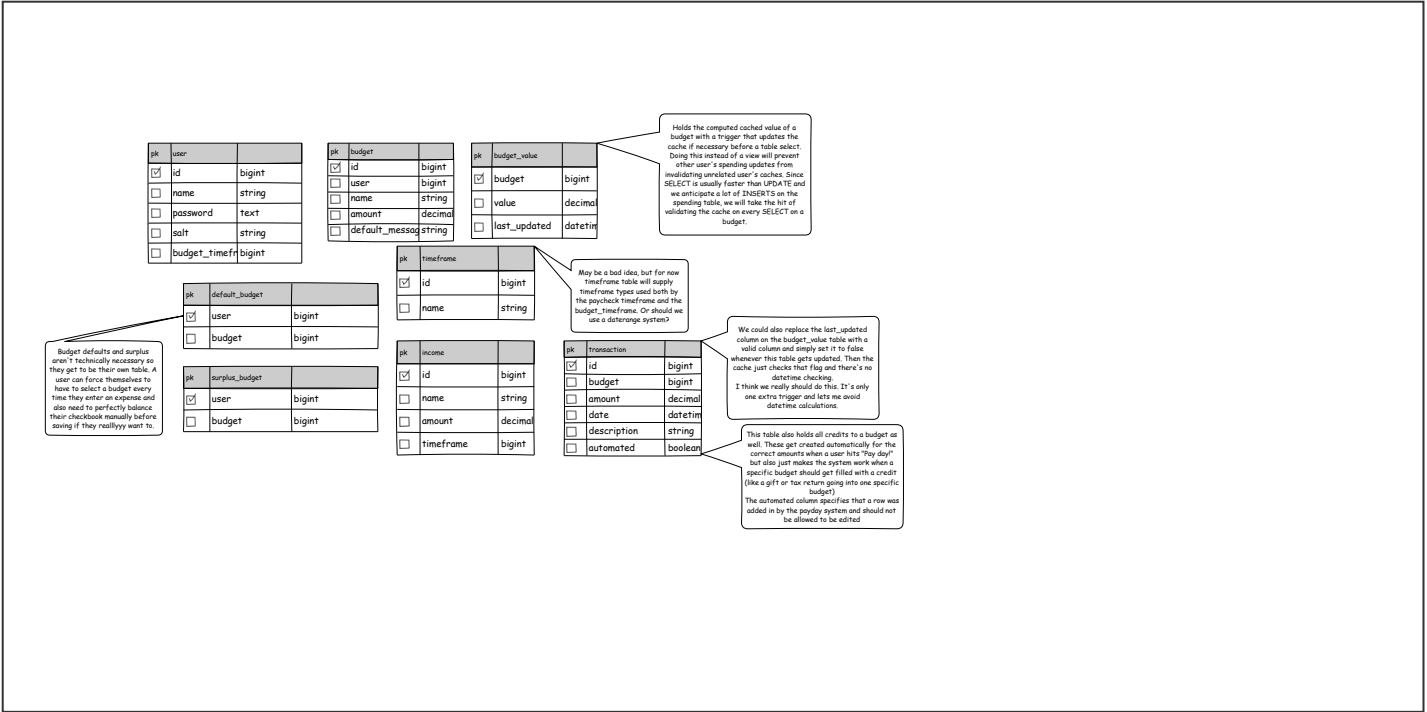 pk user
id bigint
name string
password text
salt string
budget_timefr bigint
pk budget
id bigint
user bigint
name string
amount decimal
default_messag string
pk budget_value
budget bigint
value decimal
last_updated datetim
Holds the computed cached value of a
budget with a trigger that updates the
cache if necessary before a table select.
Doing this instead of a view will prevent
other user's spending updates from
invalidating unrelated user's caches. Since
SELECT is usually faster than UPDATE and
we anticipate a lot of INSERTS on the
spending table, we will take the hit of
validating the cache on every SELECT on a
budget.
pk timeframe
id bigint
name string
May be a bad idea, but for now
timeframe table will supply
timeframe types used both by
the paycheck timeframe and the
budget_timeframe. Or should we
use a daterange system?
pk default_budget
user bigint
budget bigint
Budget defaults and surplus
aren't technically necessary so
they get to be their own table. A
user can force themselves to
have to select a budget every
time they enter an expense and
also need to perfectly balance
their checkbook manually before
saving if they reallyyy want to.
pk surplus_budget
user bigint
budget bigint
pk income
id bigint
name string
amount decimal
timeframe bigint
pk transaction
id bigint
budget bigint
amount decimal
date datetim
description string
automated boolean
We could also replace the last_updated
column on the budget_value table with a
valid column and simply set it to false
whenever this table gets updated. Then the
cache just checks that flag and there's no
datetime checking.
I think we really should do this. It's only
one extra trigger and lets me avoid
datetime calculations.
This table also holds all credits to a budget as
well. These get created automatically for the
correct amounts when a user hits "Pay day!"
but also just makes the system work when a
specific budget should get filled with a credit
(like a gift or tax return going into one specific
budget)
The automated column specifies that a row was
added in by the payday system and should not
be allowed to be edited